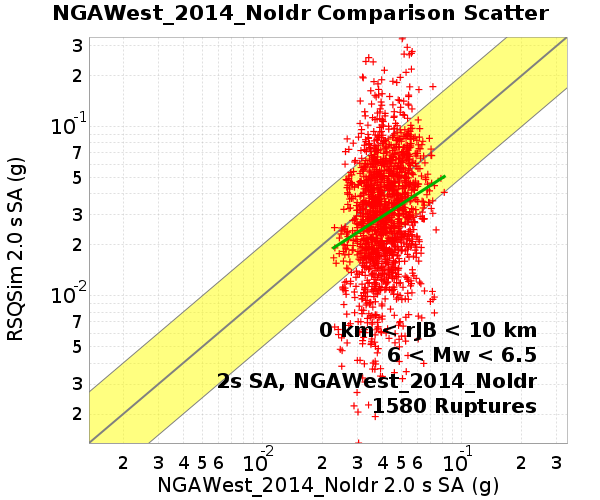 NGAWest_2014_NoIdr Comparison Scatter
3
2
10-1
7
5
3
2
10-2
7
5
3
2
RSQSim 2.0 s SA (g)
0 km < rJB < 10 km
6 < Mw < 6.5
2s SA, NGAWest_2014_NoIdr
1580 Ruptures
2 3 4 5 6 10-2 2 3 4 5 6 10-1 2 3
NGAWest_2014_NoIdr 2.0 s SA (g)